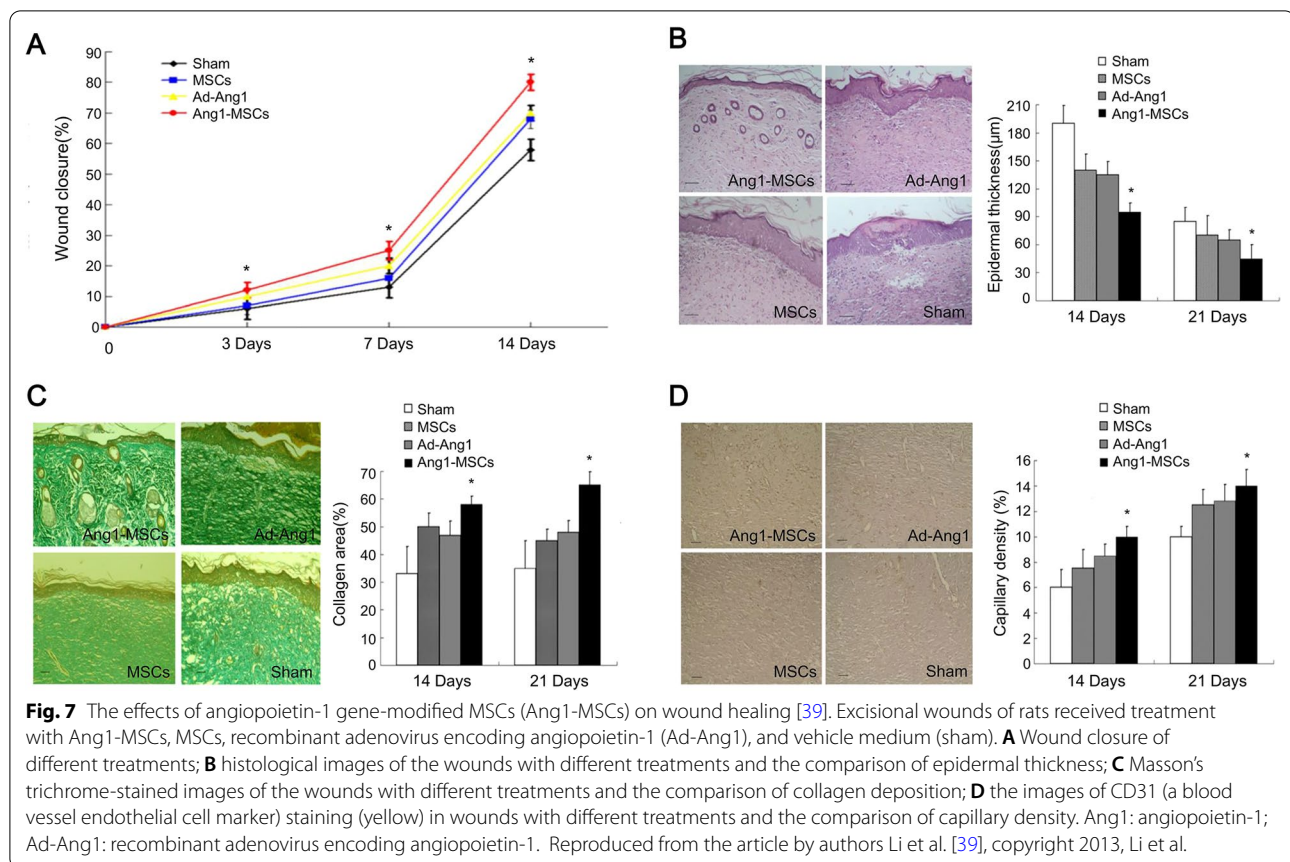 A
Wound closure(%)
90
80
70
60
50
40
30
20
10
0
Sham
MSCs
Ad-Ang1
Ang1-MSCs
*
*
*
0
3 Days
7 Days
14 Days
B
Ang1-MSCs
Ad-Ang1
MSCs
Sham
Sham
MSCs
Ad-Ang1
Ang1-MSCs
Epidermal thickness(μm)
210
180
150
120
90
60
30
0
*
*
14 Days
21 Days
C
Ang1-MSCs
Ad-Ang1
MSCs
Sham
Sham
MSCs
Ad-Ang1
Ang1-MSCs
Collagen area(%)
70
60
50
40
30
20
10
0
*
*
14 Days
21 Days
D
Ang1-MSCs
Ad-Ang1
MSCs
Sham
Sham
MSCs
Ad-Ang1
Ang1-MSCs
Capillary density (%)
16
14
12
10
8
6
4
2
0
*
*
14 Days
21 Days
Fig. 7 The effects of angiopoietin-1 gene-modified MSCs (Ang1-MSCs) on wound healing [39]. Excisional wounds of rats received treatment
with Ang1-MSCs, MSCs, recombinant adenovirus encoding angiopoietin-1 (Ad-Ang1), and vehicle medium (sham). A Wound closure of
different treatments; B histological images of the wounds with different treatments and the comparison of epidermal thickness; C Masson's
trichrome-stained images of the wounds with different treatments and the comparison of collagen deposition; D the images of CD31 (a blood
vessel endothelial cell marker) staining (yellow) in wounds with different treatments and the comparison of capillary density. Ang1: angiopoietin-1;
Ad-Ang1: recombinant adenovirus encoding angiopoietin-1. Reproduced from the article by authors Li et al. [39], copyright 2013, Li et al.